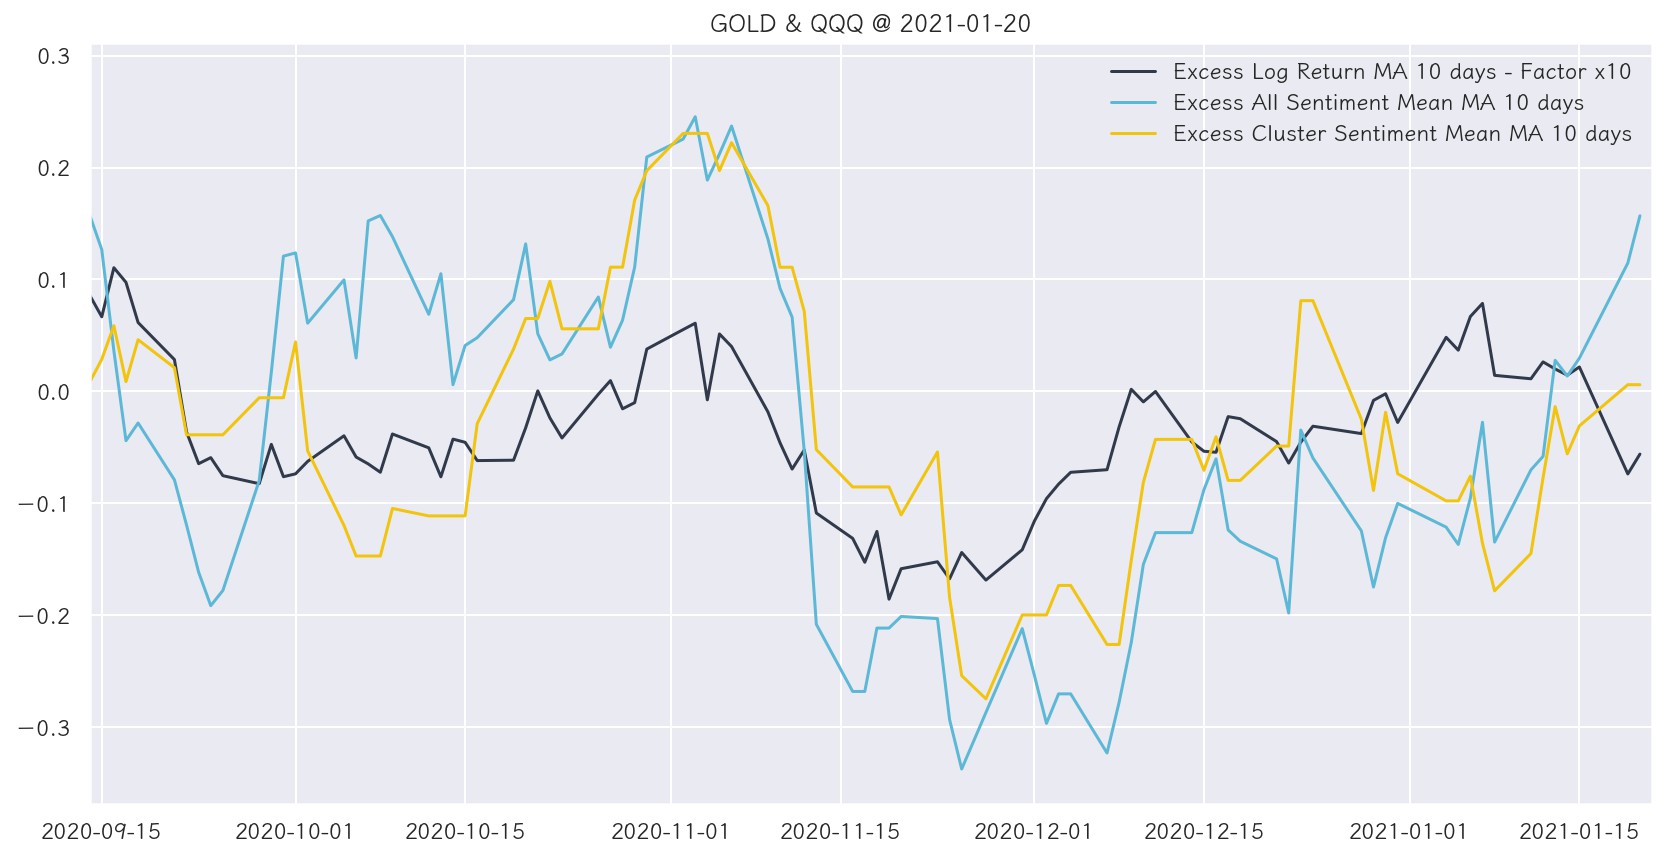 GOLD & QQQ @ 2021-01-20
Excess Log Return MA 10 days - Factor x10
Excess All Sentiment Mean MA 10 days
Excess Cluster Sentiment Mean MA 10 days
0.3
0.2
0.1
0.0
−0.1
−0.2
−0.3
2020-09-15 2020-10-01 2020-10-15 2020-11-01 2020-11-15 2020-12-01 2020-12-15 2021-01-01 2021-01-15